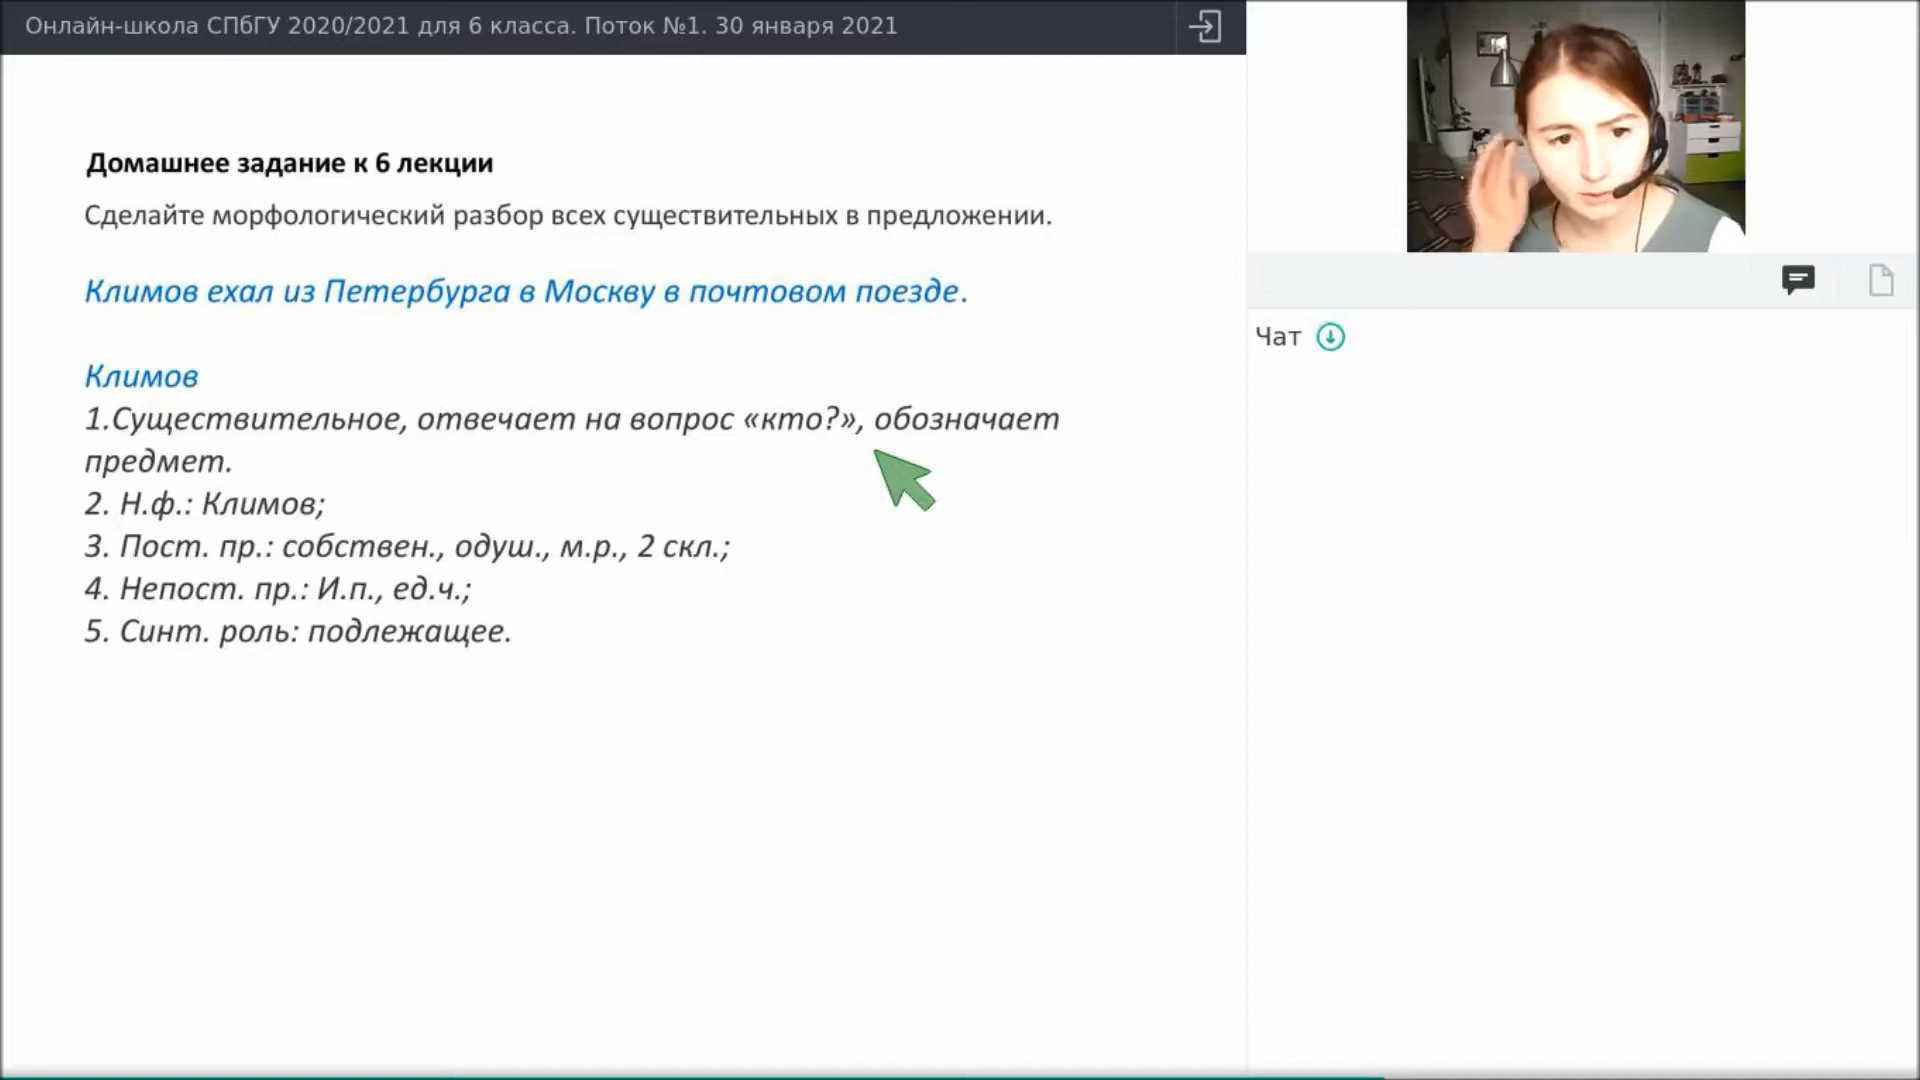 Онлайн-школа СПбГУ 2020/2021 для 6 класса. Поток №1. 30 января 2021
Домашнее задание к 6 лекции
Сделайте морфологический разбор всех существительных в предложении.
Климов ехал из Петербурга в Москву в почтовом поезде.
Климов
1.Существительное, отвечает на вопрос «кто?», обозначает
предмет.
2. Н.ф.: Климов;
3. Пост. пр.: собствен., одуш., м.р., 2 скл.;
4. Непост. пр.: И.п., ед.ч.;
5. Синт. роль: подлежащее.
Чат